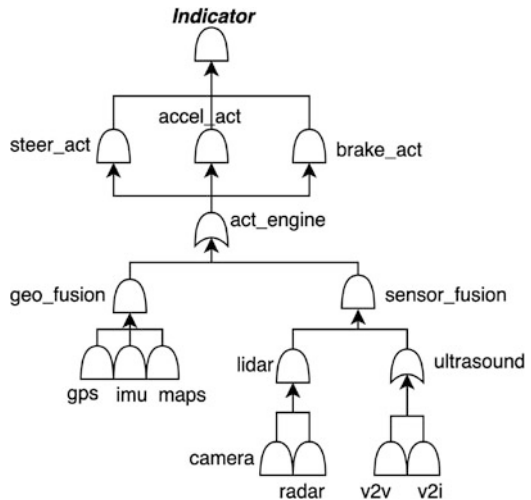 Indicator
accel_act
steer_act
brake_act
act_engine
geo_fusion
sensor_fusion
lidar
ultrasound
gps imu maps
camera
radar v2v v2i